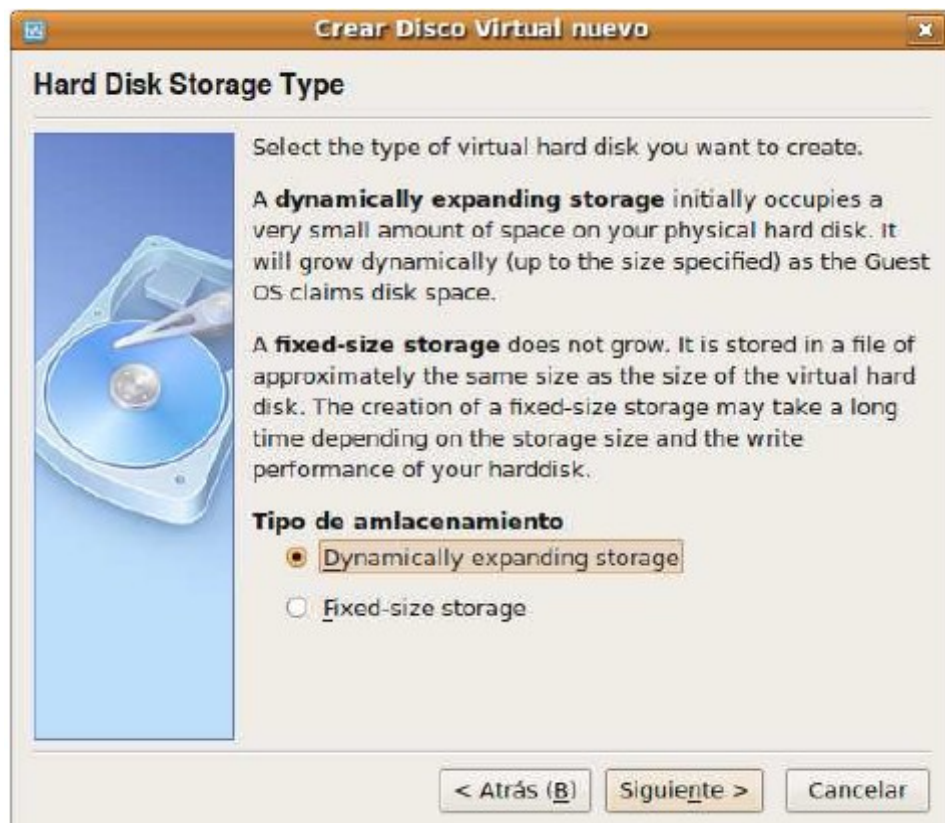 Crear Disco Virtual nuevo
Hard Disk Storage Type
Select the type of virtual hard disk you want to create.
A dynamically expanding storage initially occupies a
very small amount of space on your physical hard disk. It
will grow dynamically (up to the size specified) as the Guest
OS claims disk space.
A fixed-size storage does not grow. It is stored in a file of
approximately the same size as the size of the virtual hard
disk. The creation of a fixed-size storage may take a long
time depending on the storage size and the write
performance of your harddisk.
Tipo de amlacenamiento
Dynamically expanding storage
Fixed-size storage
< Atrás (B) Siguiente > Cancelar